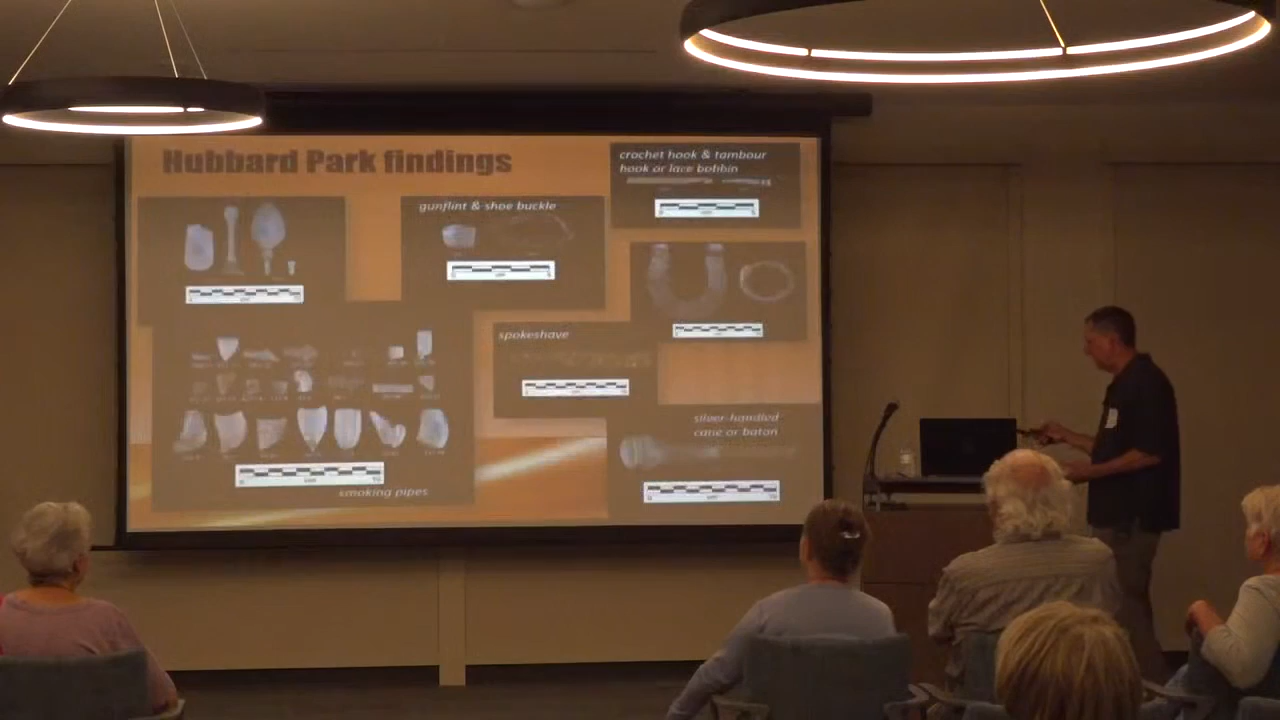 Hubbard Park findings
crochet hook & tambour
hook or lace bobbin
gunflint & shoe buckle
spokeshave
silver-handled
cane or baton
smoking pipes